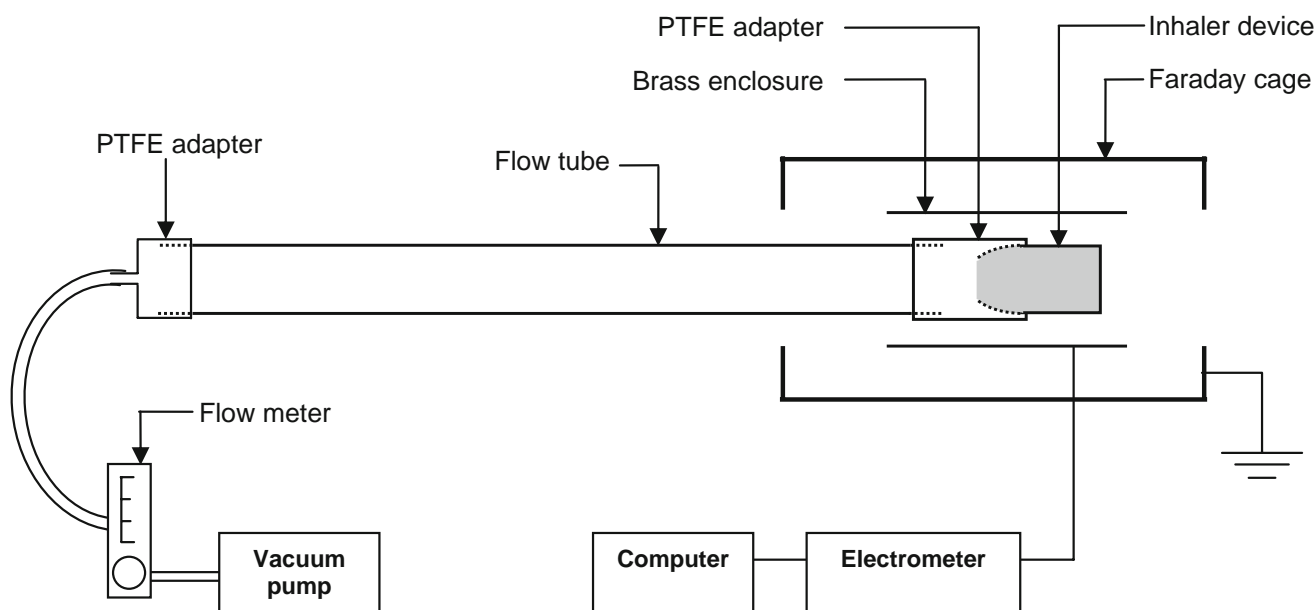 PTFE adapter
Inhaler device
Brass enclosure
Faraday cage
PTFE adapter
Flow tube
Flow meter
Vacuum
pump
Computer
Electrometer